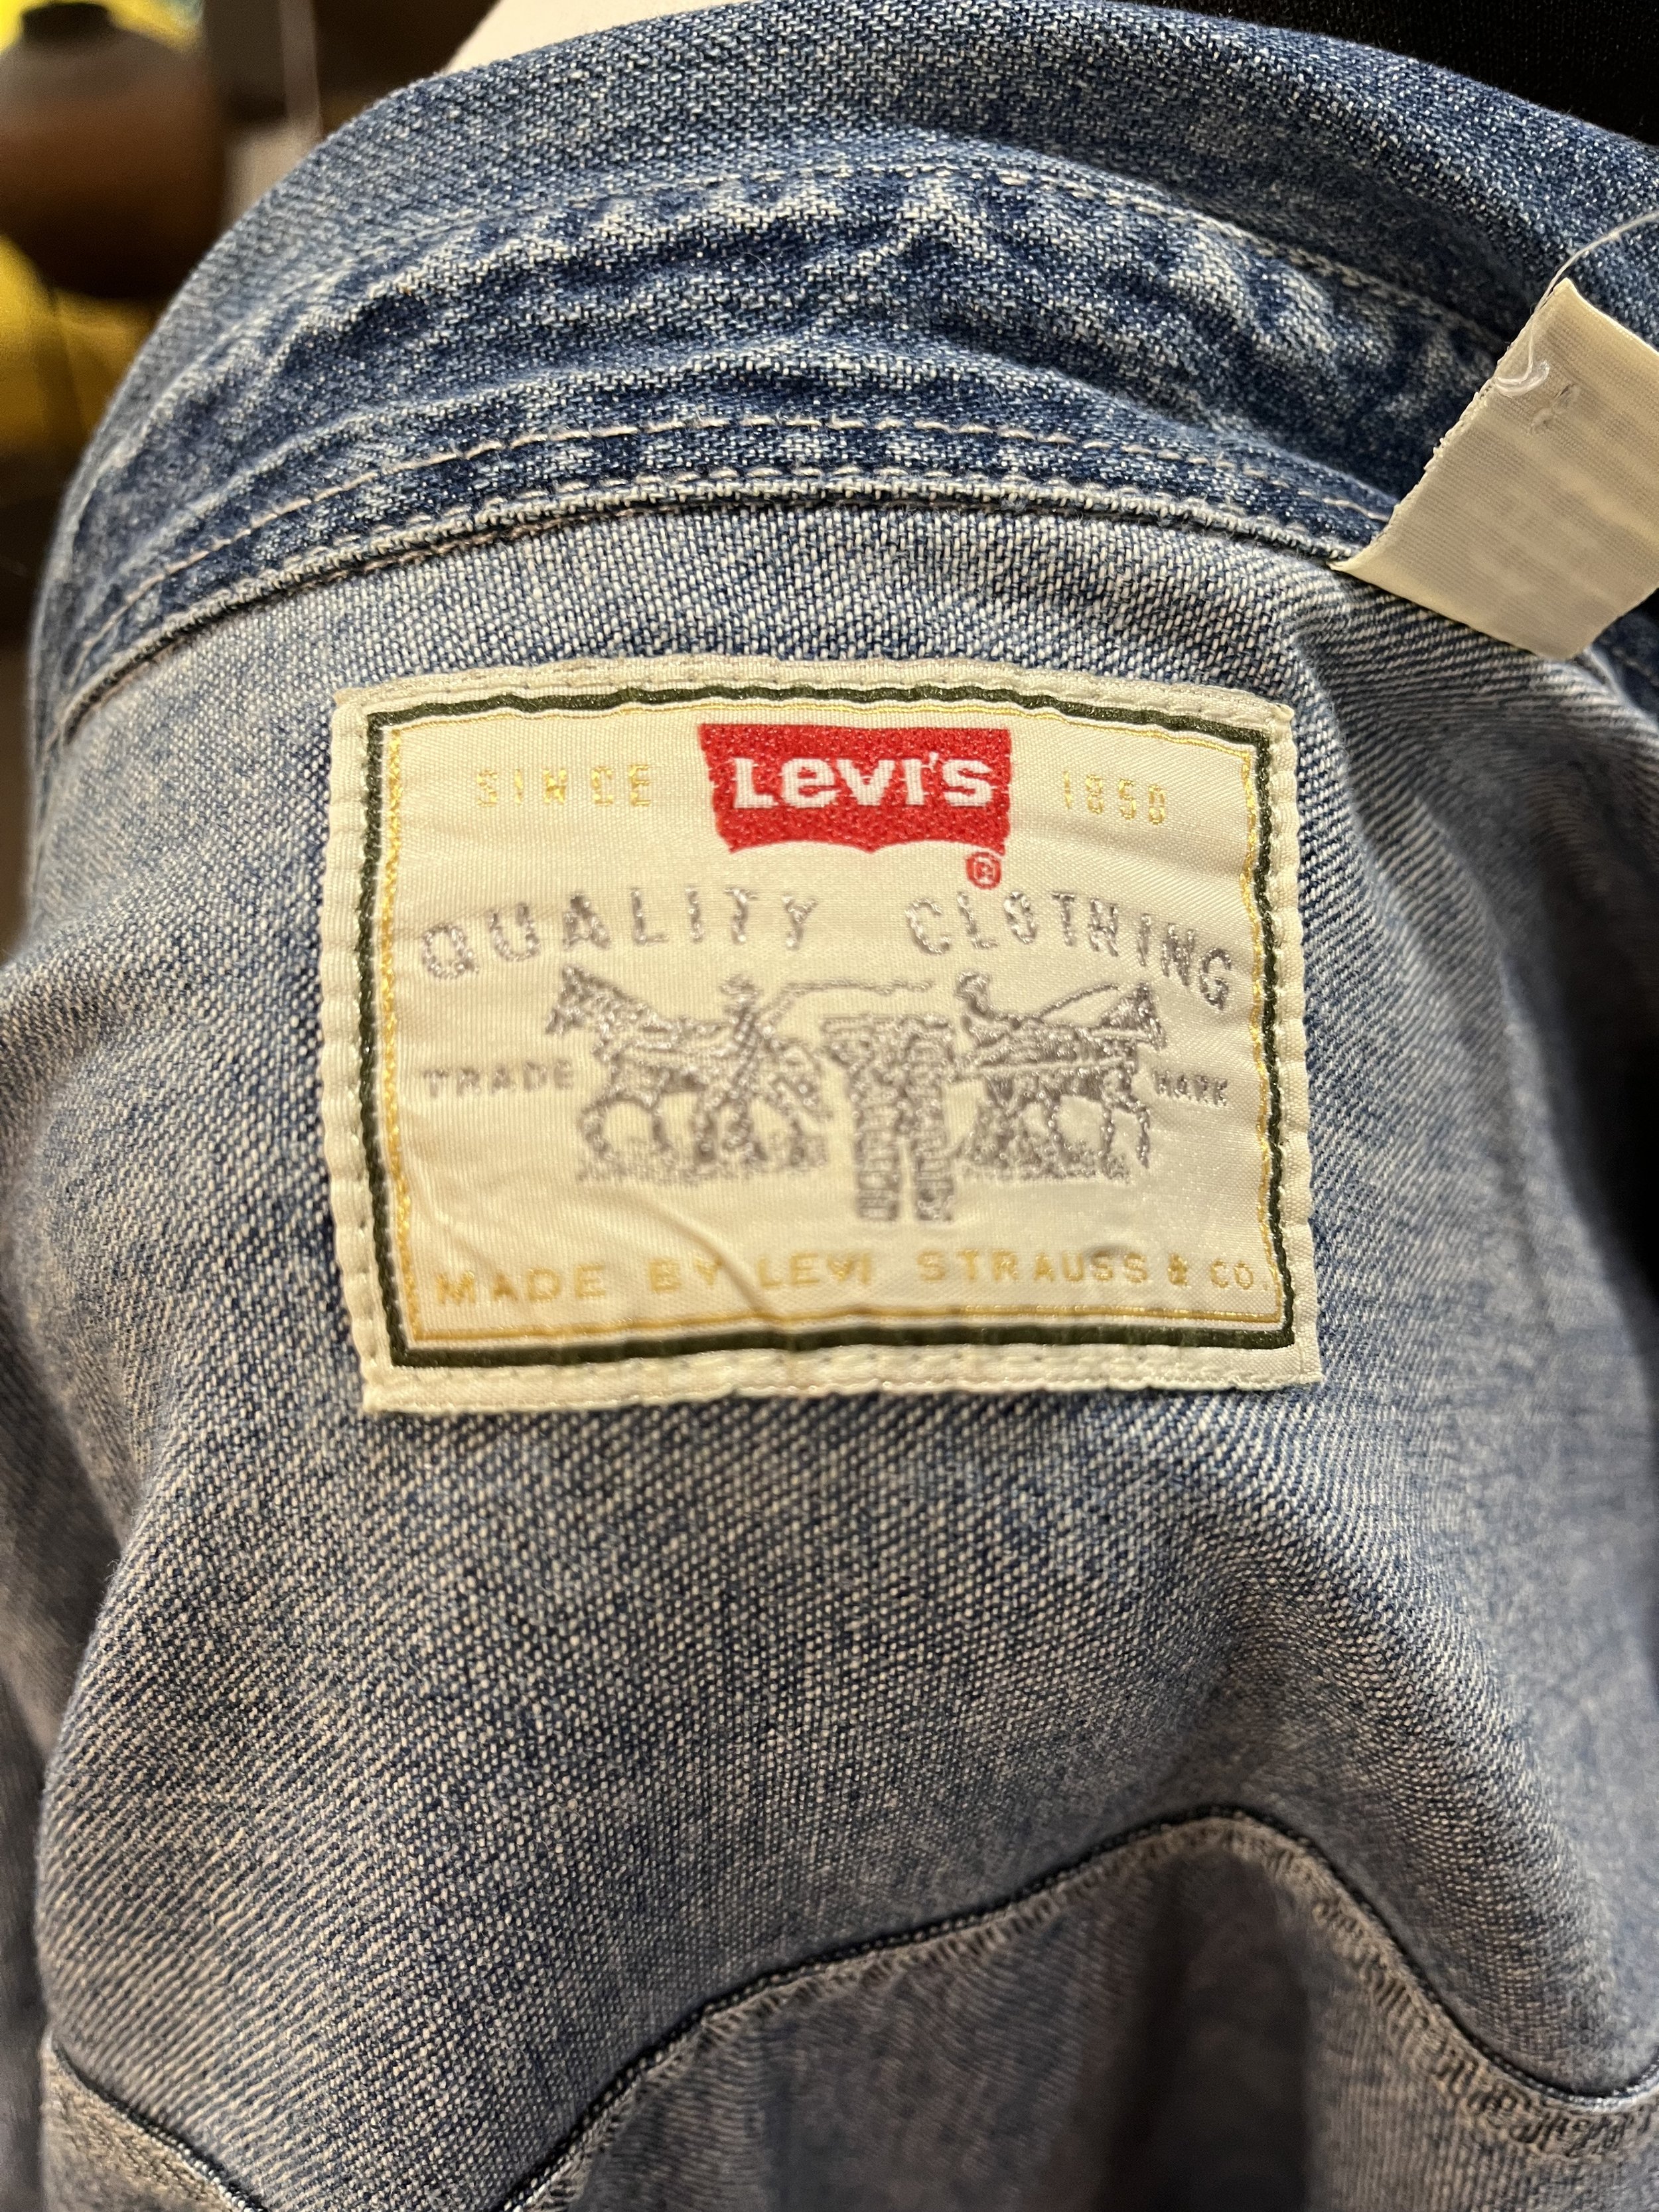 SINCE LEVI'S 1850
®
QUALITY CLOTHING
TRADE MARK
MADE BY LEVI STRAUSS & CO.